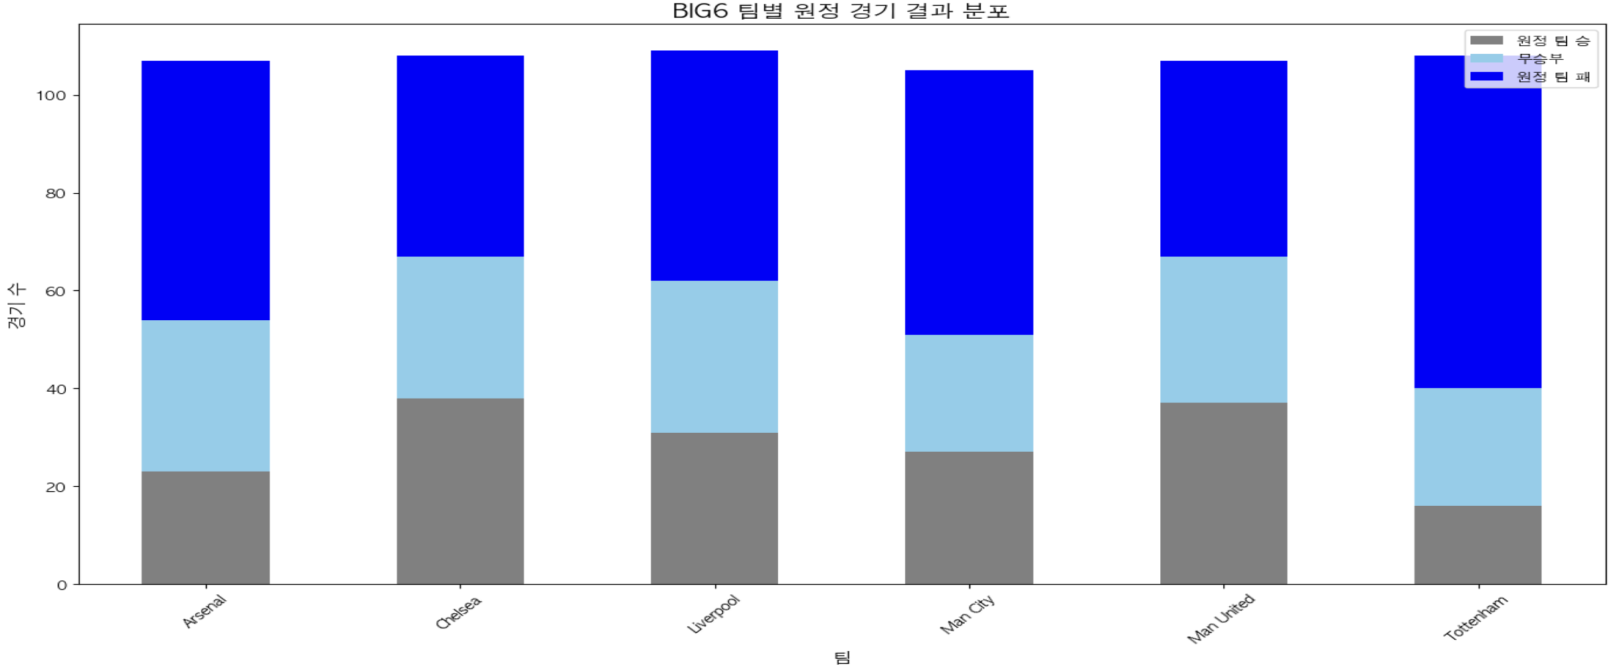 BIG6 팀별 원정 경기 결과 분포
원정 팀 승
무승부
원정 팀 패
경기 수
100
80
60
40
20
0
Arsenal
Chelsea
Liverpool
Man City
Man United
Tottenham
팀